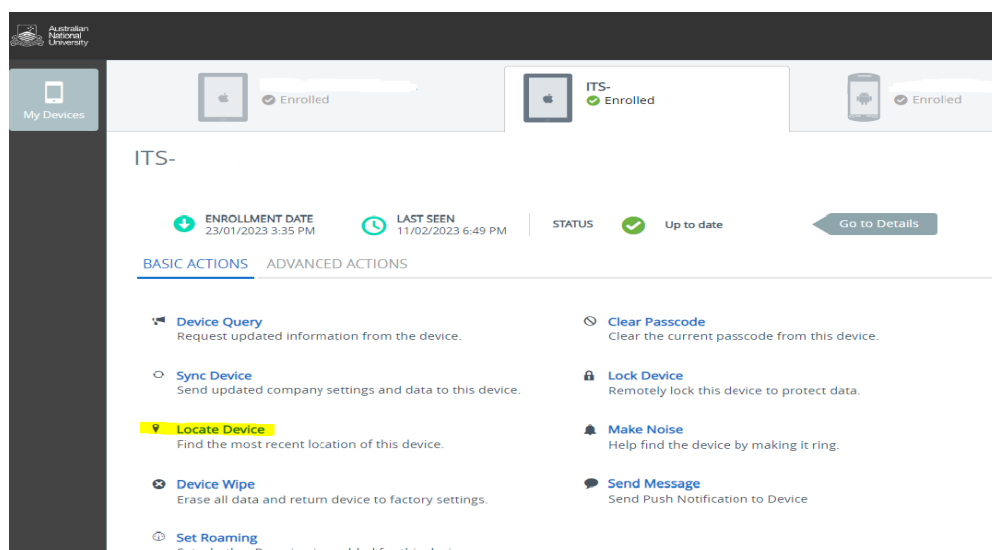 Australian
National
University
My Devices
Enrolled
ITS-
Enrolled
Enrolled
ITS-
ENROLLMENT DATE
23/01/2023 3:35 PM
LAST SEEN
11/02/2023 6:49 PM
STATUS
Up to date
Go to Details
BASIC ACTIONS
ADVANCED ACTIONS
Device Query
Request updated information from the device.
Clear Passcode
Clear the current passcode from this device.
Sync Device
Send updated company settings and data to this device.
Lock Device
Remotely lock this device to protect data.
Locate Device
Find the most recent location of this device.
Make Noise
Help find the device by making it ring.
Device Wipe
Erase all data and return device to factory settings.
Send Message
Send Push Notification to Device
Set Roaming